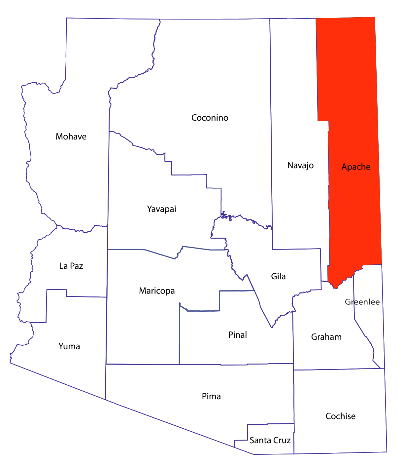 Coconino
Mohave
Navajo
Apache
Yavapai
La Paz
Gila
Maricopa
Greenlee
Pinal
Graham
Yuma
Pima
Cochise
Santa Cruz